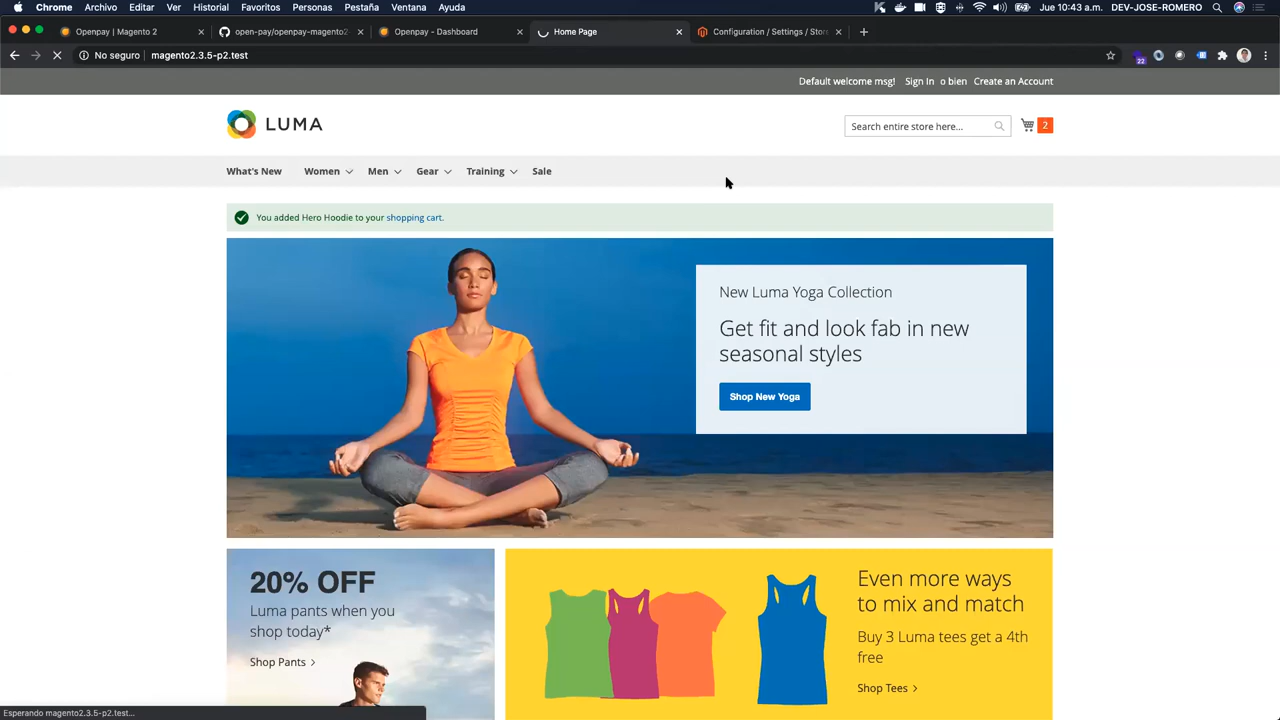 Chrome Archivo Editar Ver Historial Favoritos Personas Pestaña Ventana Ayuda
Jue 10:43 a.m. DEV-JOSE-ROMERO
Openpay | Magento 2
open-pay/openpay-magento2
Openpay - Dashboard
Home Page
Configuration / Settings / Stor
No seguro | magento2.3.5-p2.test
22
Default welcome msg! Sign In o bien Create an Account
LUMA
Search entire store here...
2
What's New Women Men Gear Training Sale
You added Hero Hoodie to your shopping cart.
New Luma Yoga Collection
Get fit and look fab in new
seasonal styles
Shop New Yoga
20% OFF
Luma pants when you
shop today*
Shop Pants
Even more ways
to mix and match
Buy 3 Luma tees get a 4th
free
Shop Tees
Esperando magento2.3.5-p2.test...